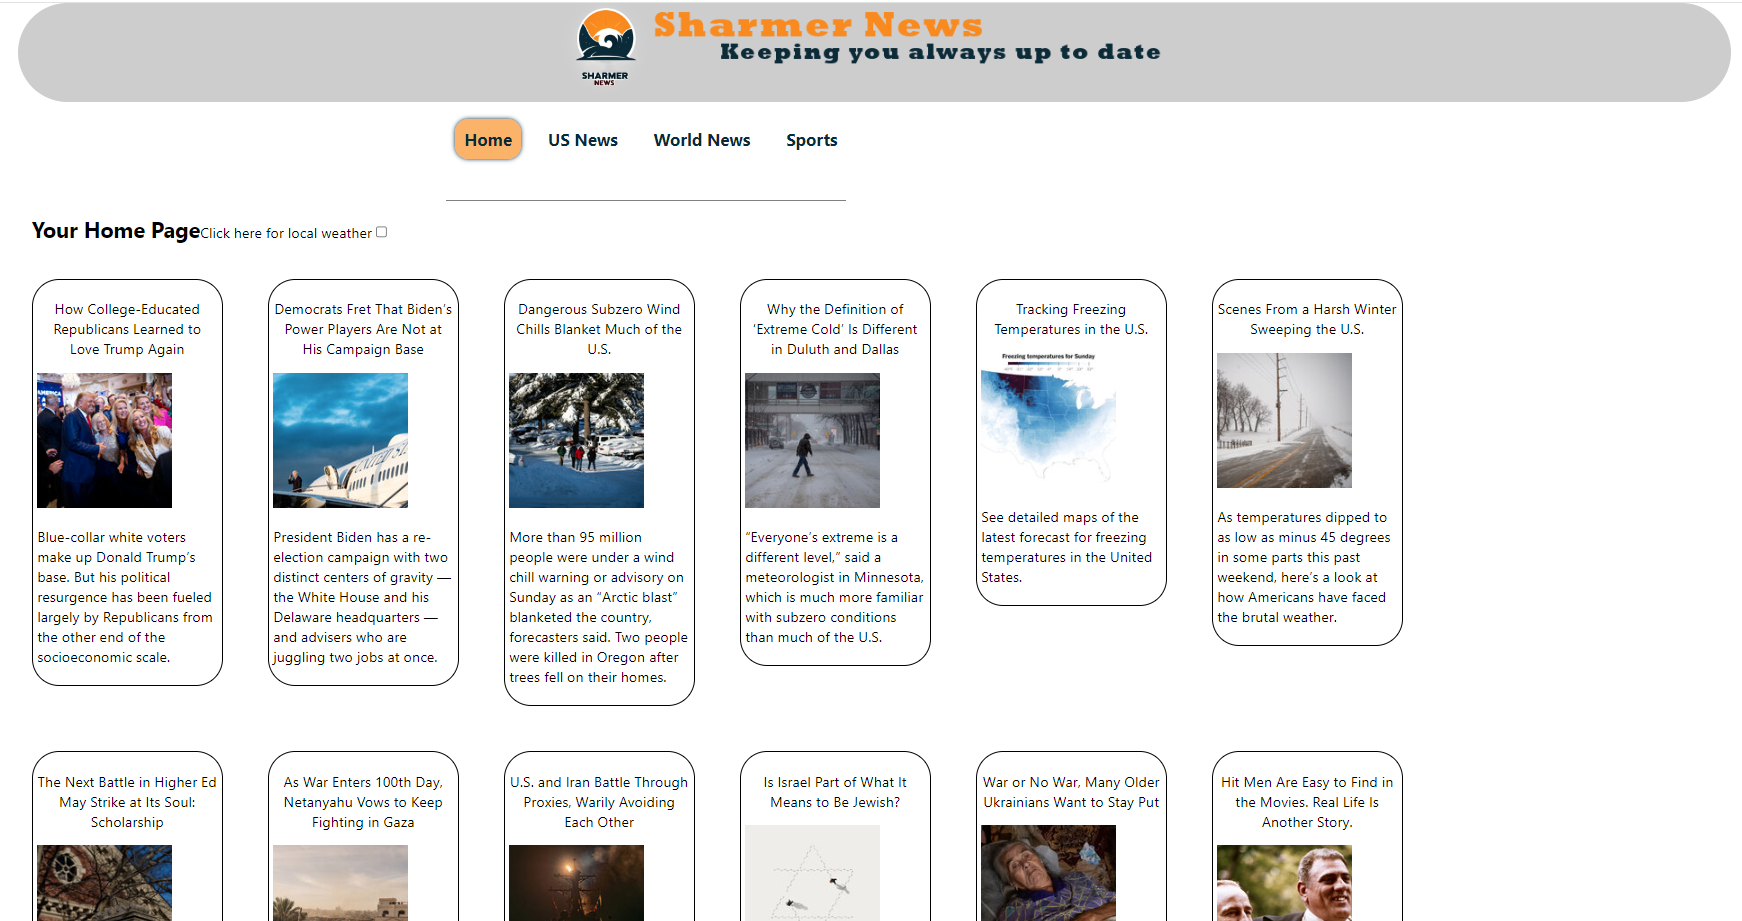 Sharmer News
Keeping you always up to date
SHARMER
NEWS
Home
US News
World News
Sports
Your Home Page
Click here for local weather
How College-Educated
Republicans Learned to
Love Trump Again
Blue-collar white voters
make up Donald Trump’s
base. But his political
resurgence has been fueled
largely by Republicans from
the other end of the
socioeconomic scale.
Democrats Fret That Biden’s
Power Players Are Not at
His Campaign Base
President Biden has a re-
election campaign with two
distinct centers of gravity —
the White House and his
Delaware headquarters —
and advisers who are
juggling two jobs at once.
Dangerous Subzero Wind
Chills Blanket Much of the
U.S.
More than 95 million
people were under a wind
chill warning or advisory on
Sunday as an “Arctic blast”
blanketed the country,
forecasters said. Two people
were killed in Oregon after
trees fell on their homes.
Why the Definition of
‘Extreme Cold’ Is Different
in Duluth and Dallas
“Everyone’s extreme is a
different level,” said a
meteorologist in Minnesota,
which is much more familiar
with subzero conditions
than much of the U.S.
Tracking Freezing
Temperatures in the U.S.
Freezing temperatures for Sunday
See detailed maps of the
latest forecast for freezing
temperatures in the United
States.
Scenes From a Harsh Winter
Sweeping the U.S.
As temperatures dipped to
as low as minus 45 degrees
in some parts this past
weekend, here’s a look at
how Americans have faced
the brutal weather.
The Next Battle in Higher Ed
May Strike at Its Soul:
Scholarship
As War Enters 100th Day,
Netanyahu Vows to Keep
Fighting in Gaza
U.S. and Iran Battle Through
Proxies, Warily Avoiding
Each Other
Is Israel Part of What It
Means to Be Jewish?
War or No War, Many Older
Ukrainians Want to Stay Put
Hit Men Are Easy to Find in
the Movies. Real Life Is
Another Story.